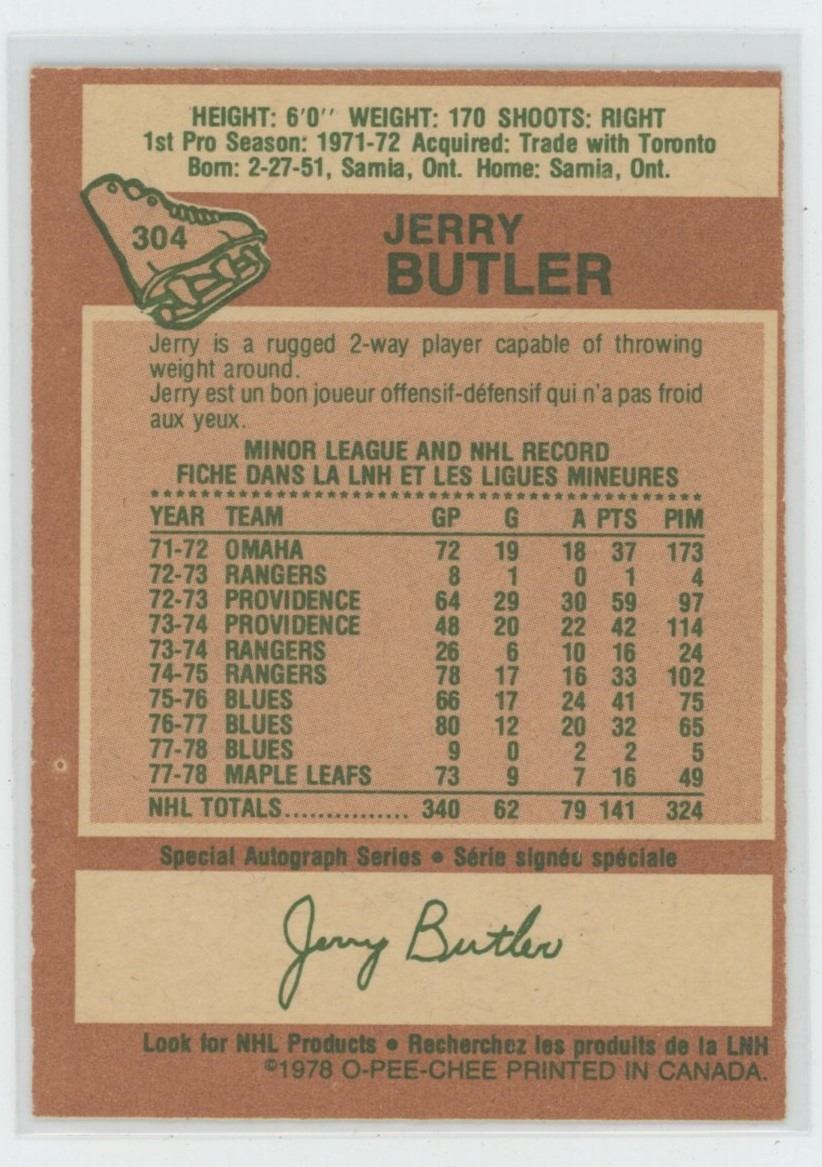 HEIGHT: 6'0'' WEIGHT: 170 SHOOTS: RIGHT
1st Pro Season: 1971-72 Acquired: Trade with Toronto
Born: 2-27-51, Sarnia, Ont. Home: Sarnia, Ont.
304
JERRY
BUTLER
Jerry is a rugged 2-way player capable of throwing
weight around.
Jerry est un bon joueur offensif-défensif qui n'a pas froid
aux yeux.
MINOR LEAGUE AND NHL RECORD
FICHE DANS LA LNH ET LES LIGUES MINEURES
YEAR TEAM GP G A PTS PIM
71-72 OMAHA 72 19 18 37 173
72-73 RANGERS 8 1 0 1 4
72-73 PROVIDENCE 64 29 30 59 97
73-74 PROVIDENCE 48 20 22 42 114
73-74 RANGERS 26 6 10 16 24
74-75 RANGERS 78 17 16 33 102
75-76 BLUES 66 17 24 41 75
76-77 BLUES 80 12 20 32 65
77-78 BLUES 9 0 2 2 5
77-78 MAPLE LEAFS 73 9 7 16 49
NHL TOTALS............... 340 62 79 141 324
Special Autograph Series • Série signée spéciale
Jerry Butler
Look for NHL Products • Recherchez les produits de la LNH
©1978 O-PEE-CHEE PRINTED IN CANADA.